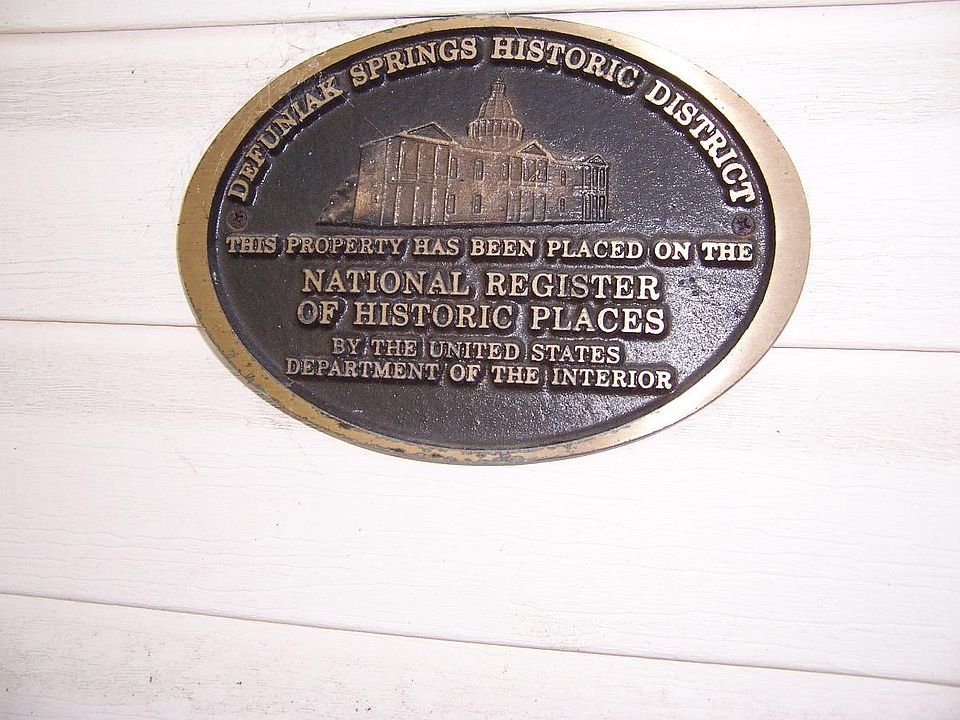 DEFUNIAK SPRINGS HISTORIC DISTRICT
THIS PROPERTY HAS BEEN PLACED ON THE
NATIONAL REGISTER
OF HISTORIC PLACES
BY THE UNITED STATES
DEPARTMENT OF THE INTERIOR